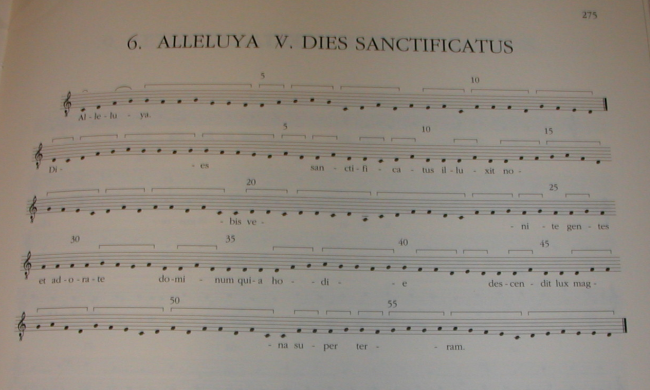 275
6. ALLELUYA V. DIES SANCTIFICATUS
5 10
Al - le - lu - ya.
5 10 15
Di - - es san - cti - fi - ca - tus il - lu - xit no -
20 25
- bis ve - - ni - te gen - tes
30 35 40 45
et ad - o - ra - te do - mi - num qui - a ho - di - e des - cen - dit lux mag -
50 55
- na su - per ter - - ram.